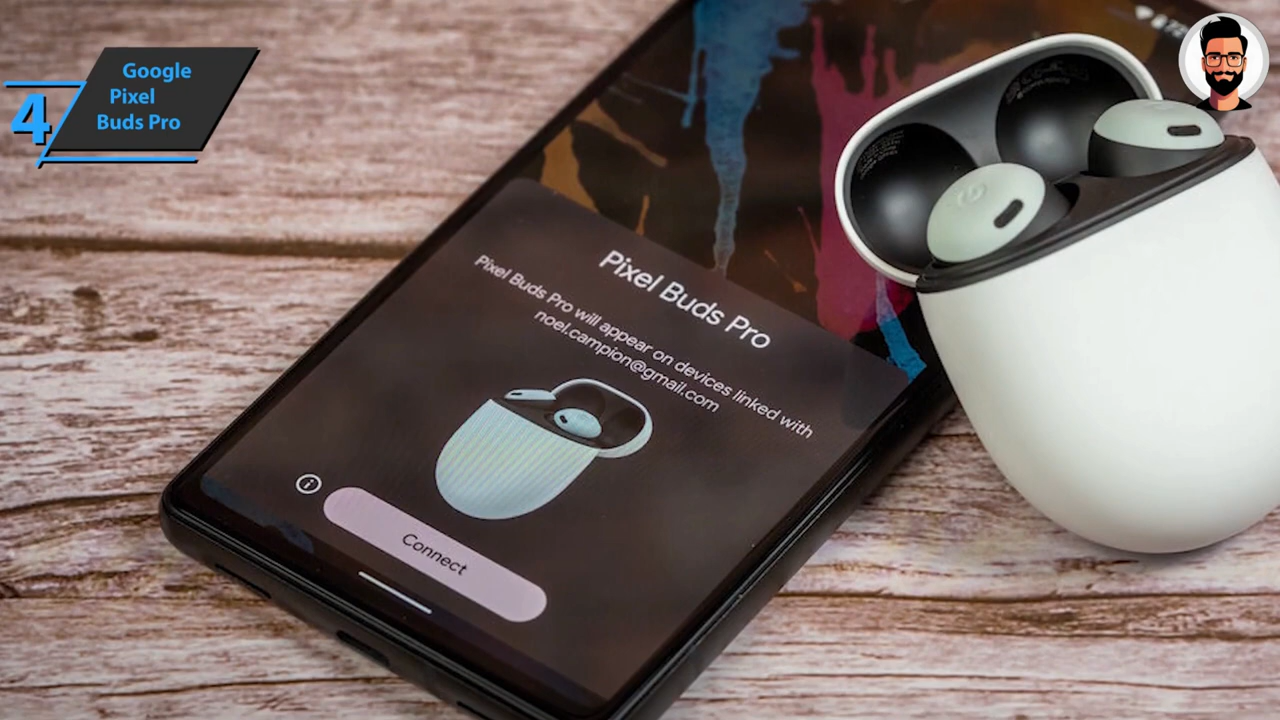 4
Google
Pixel
Buds Pro
Pixel Buds Pro
Pixel Buds Pro will appear on devices linked with
noel.campion@gmail.com
Connect